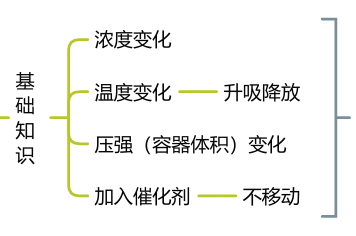 基础知识
浓度变化
温度变化 升吸降放
压强（容器体积）变化
加入催化剂 不移动